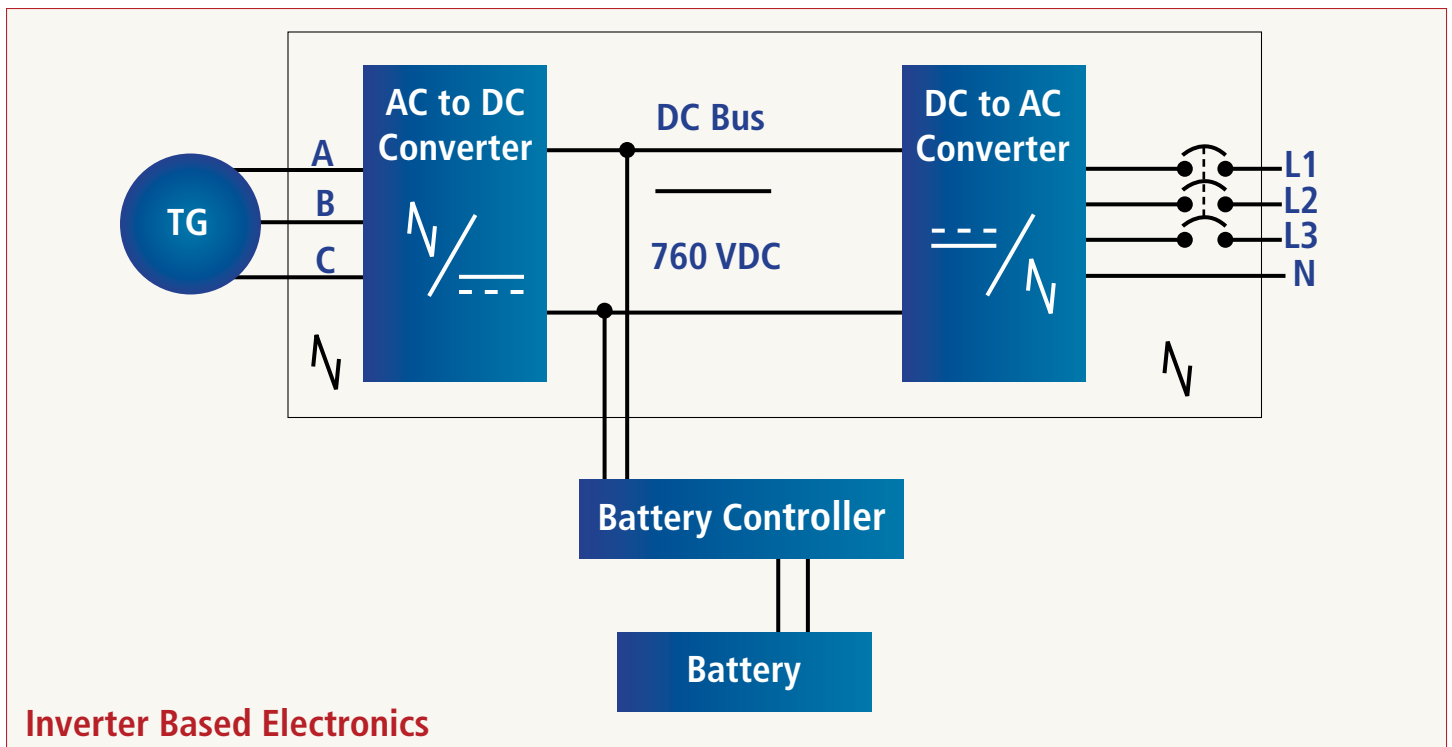 AC to DC
Converter
DC Bus
DC to AC
Converter
A
B
C
TG
760 VDC
L1
L2
L3
N
Battery Controller
Battery
Inverter Based Electronics